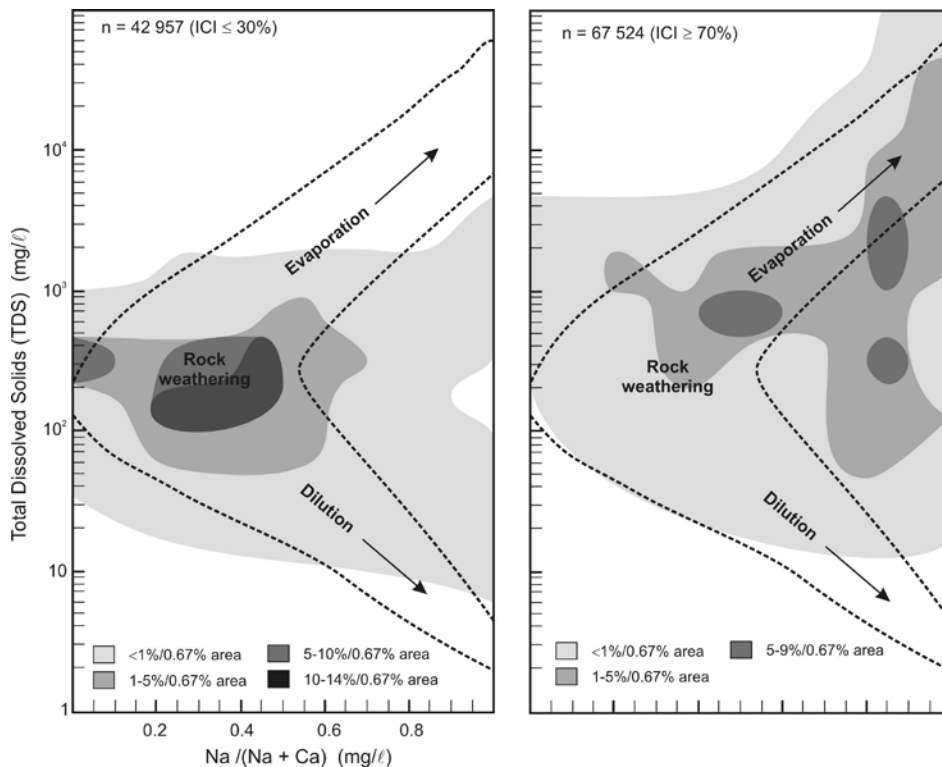 n = 42 957 (ICI ≤ 30%)
n = 67 524 (ICI ≥ 70%)
Total Dissolved Solids (TDS) (mg/ℓ)
10⁴
10³
10²
10
1
Evaporation
Rock
weathering
Dilution
<1%/0.67% area
1-5%/0.67% area
5-10%/0.67% area
10-14%/0.67% area
0.2
0.4
0.6
0.8
Na /(Na + Ca) (mg/ℓ)
Evaporation
Rock
weathering
Dilution
<1%/0.67% area
1-5%/0.67% area
5-9%/0.67% area